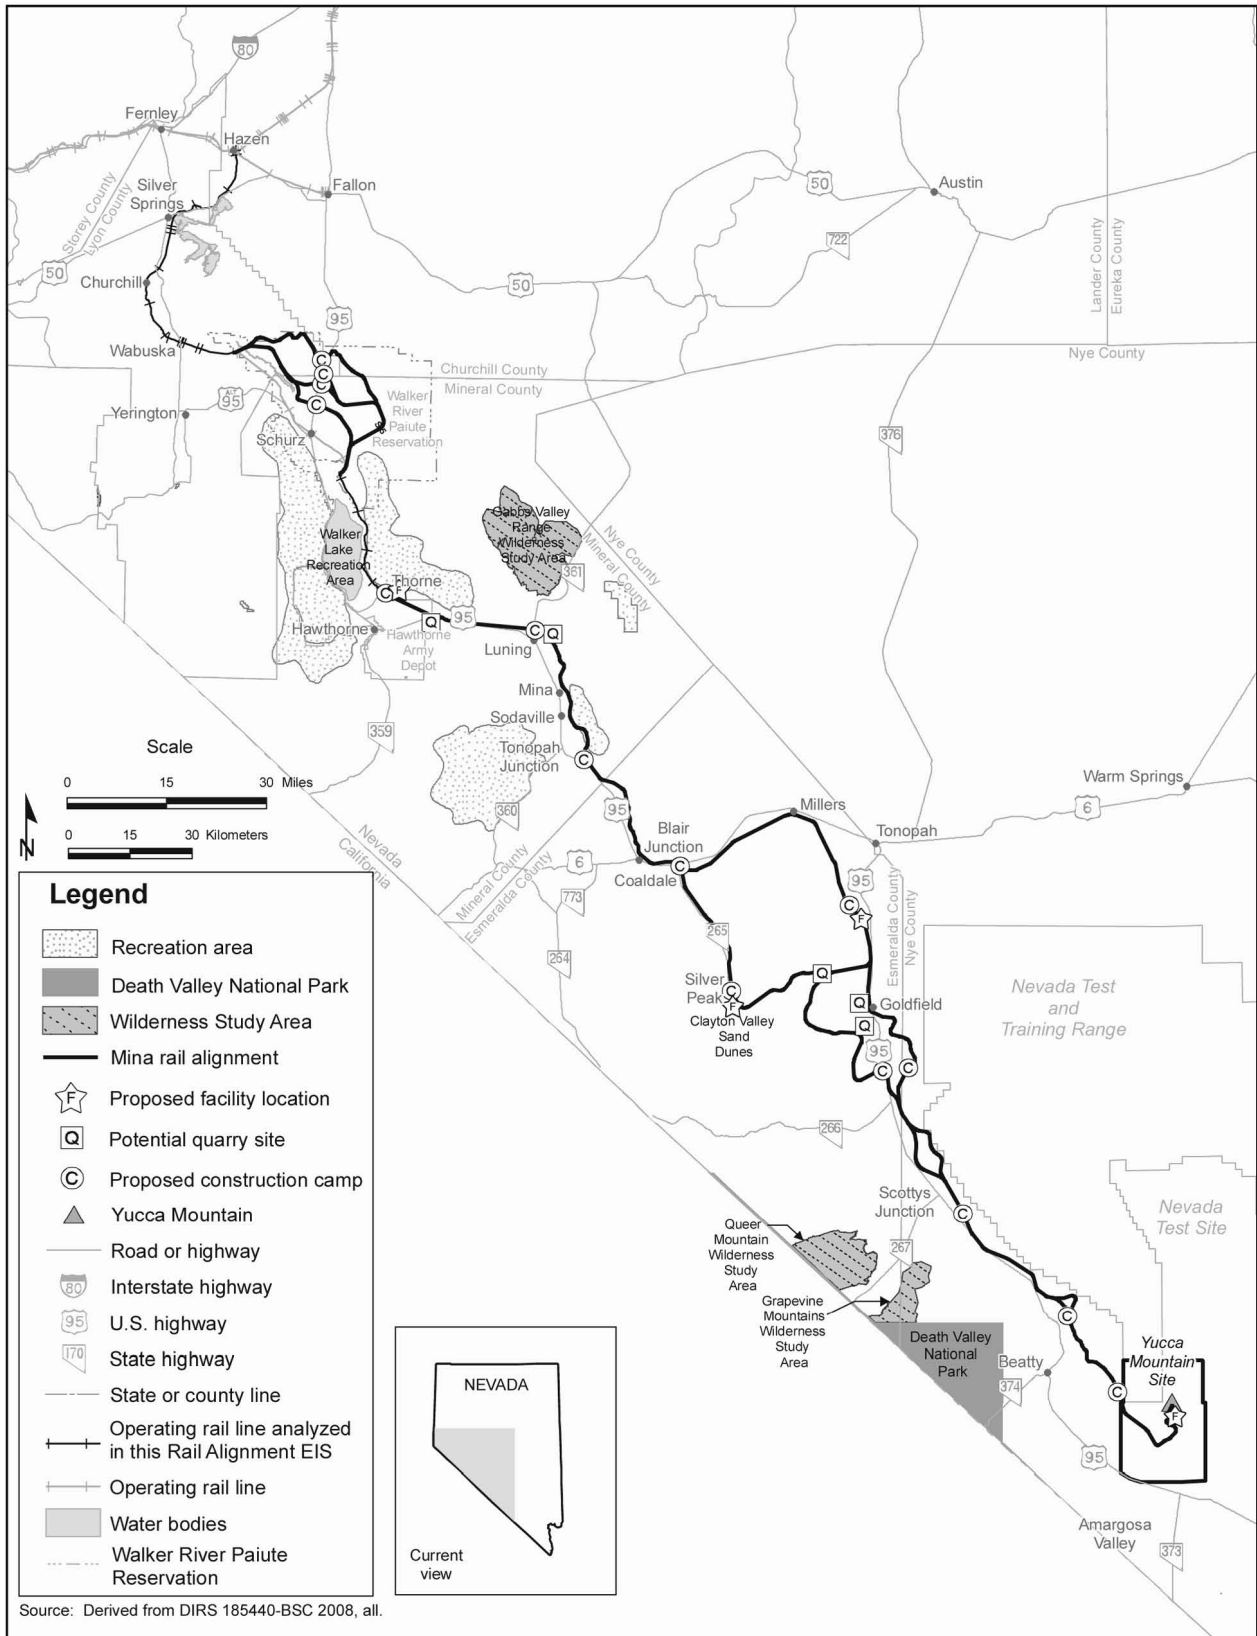 80
Fernley
Hazen
Silver
Springs
Fallon
Storey County
Lyon County
50
Austin
722
50
Churchill
50
95
Lander County
Eureka County
Wabuska
Nye County
Churchill County
Mineral County
C
C
C
C
ALT
95
Walker
River
Paiute
Reservation
Yerington
Schurz
376
Gabbs Valley
Range
Wilderness
Study Area
Walker
Lake
Recreation
Area
Nye County
Mineral County
361
C
F
Thorne
Q
95
C
Q
Hawthorne
Hawthorne
Army
Depot
Luning
Mina
Sodaville
Tonopah
Junction
C
359
Scale
0 15 30 Miles
0 15 30 Kilometers
N
360
95
Warm Springs
6
Millers
Tonopah
Blair
Junction
Nevada
California
Mineral County
Esmeralda County
6
Coaldale
C
773
95
C
F
Esmeralda County
Nye County
265
264
Silver
Peak
C
F
Clayton Valley
Sand
Dunes
Q
Q
Goldfield
Q
95
C
C
Nevada Test
and
Training Range
266
Scottys
Junction
C
Nevada
Test Site
267
Queer
Mountain
Wilderness
Study
Area
Grapevine
Mountains
Wilderness
Study
Area
Death Valley
National
Park
C
Beatty
374
Yucca
Mountain
Site
C
F
95
Amargosa
Valley
373
Legend
Recreation area
Death Valley National Park
Wilderness Study Area
Mina rail alignment
F Proposed facility location
Q Potential quarry site
C Proposed construction camp
Yucca Mountain
Road or highway
80 Interstate highway
95 U.S. highway
170 State highway
State or county line
Operating rail line analyzed
in this Rail Alignment EIS
Operating rail line
Water bodies
Walker River Paiute
Reservation
NEVADA
Current
view
Source: Derived from DIRS 185440-BSC 2008, all.